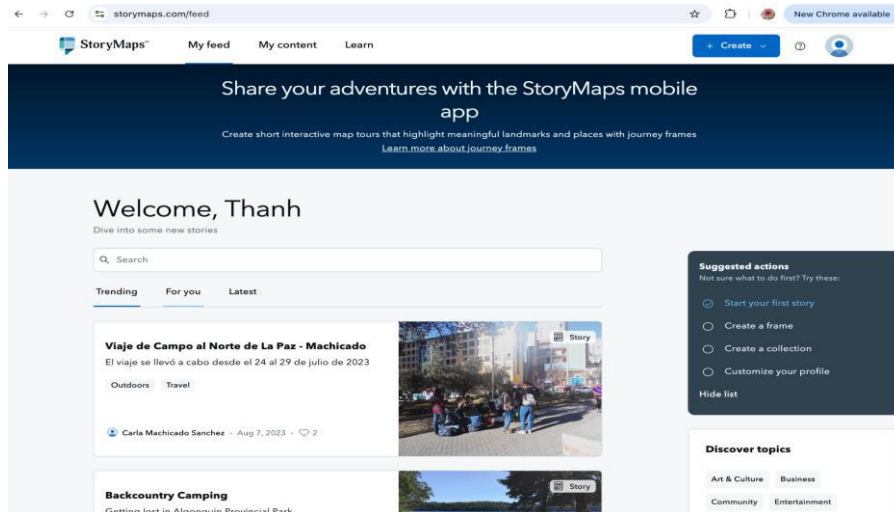 storymaps.com/feed
New Chrome available
StoryMaps
My feed
My content
Learn
+ Create
Share your adventures with the StoryMaps mobile
app
Create short interactive map tours that highlight meaningful landmarks and places with journey frames
Learn more about journey frames
Welcome, Thanh
Dive into some new stories
Search
Trending
For you
Latest
Viaje de Campo al Norte de La Paz - Machicado
El viaje se llevó a cabo desde el 24 al 29 de julio de 2023
Outdoors
Travel
Carla Machicado Sanchez - Aug 7, 2023 - 2
Story
Backcountry Camping
Getting lost in Algonquin Provincial Park
Story
Suggested actions
Not sure what to do first? Try these:
Start your first story
Create a frame
Create a collection
Customize your profile
Hide list
Discover topics
Art & Culture
Business
Community
Entertainment